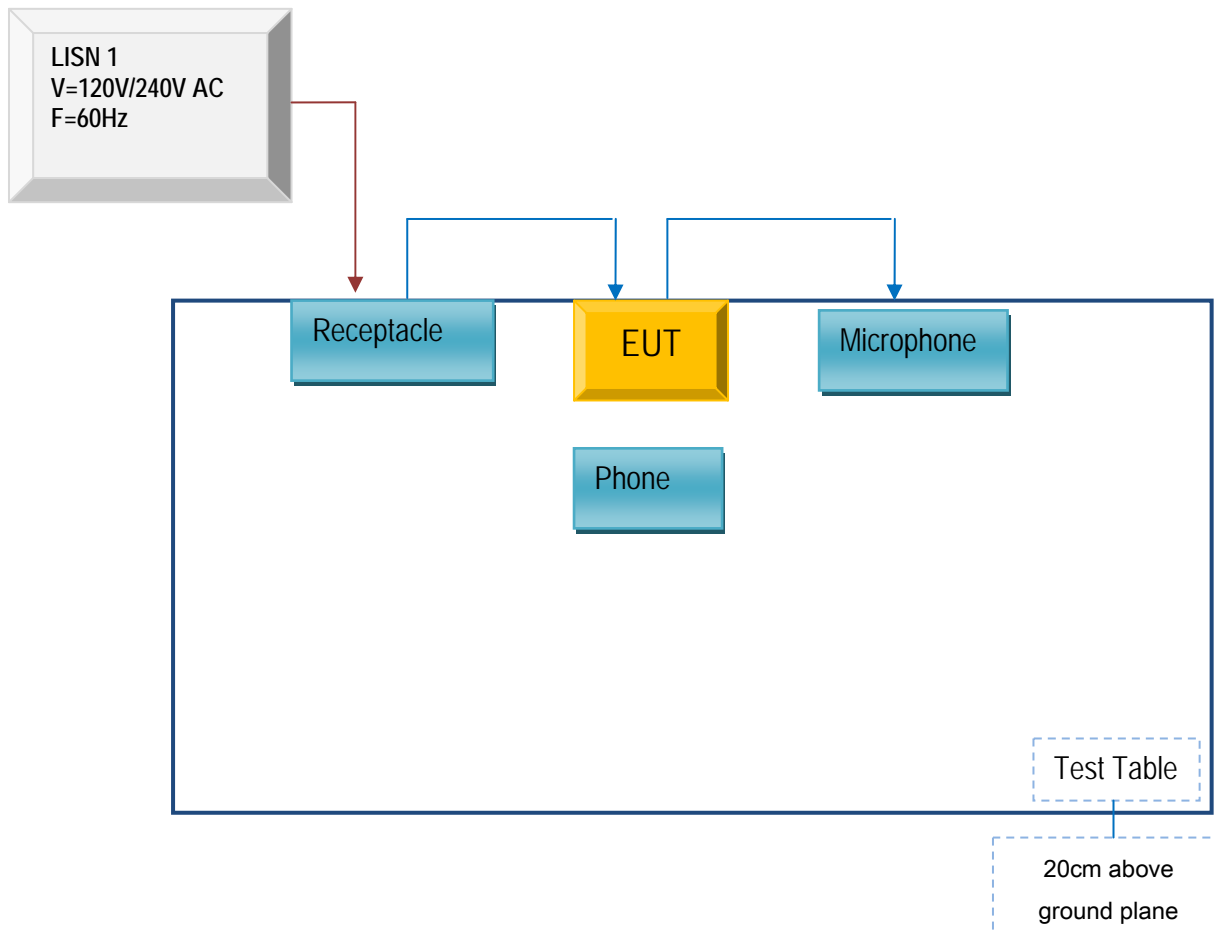 LISN 1
V=120V/240V AC
F=60Hz
Receptacle
EUT
Microphone
Phone
Test Table
20cm above
ground plane